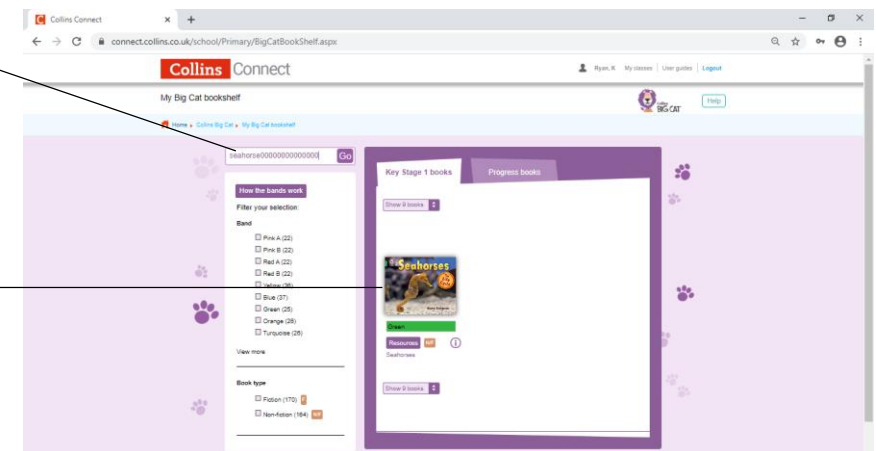 Collins Connect
connect.collins.co.uk/school/Primary/BigCatBookShelf.aspx
Collins Connect
Ryan, K My classes User guides Logout
My Big Cat bookshelf
BIG CAT
Help
Home Collins Big Cat My Big Cat bookshelf
seahorse00000000000000 Go
How the bands work
Filter your selection:
Band
Pink A (22)
Pink B (22)
Red A (22)
Red B (22)
Yellow (36)
Blue (37)
Green (25)
Orange (26)
Turquoise (26)
View more
Book type
Fiction (170) F
Non-fiction (164) N/F
Key Stage 1 books Progress books
Show 9 books
Seahorses
Green
Resources N/F
Seahorses
Show 9 books